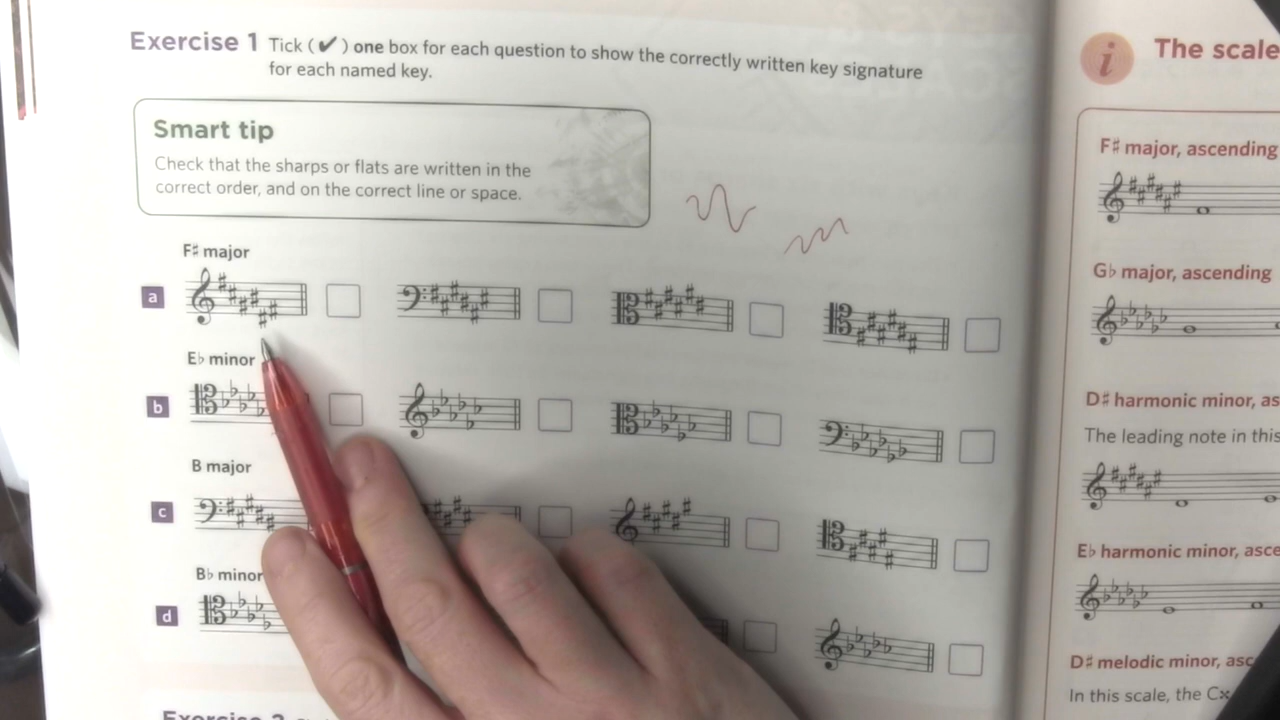 Exercise 1 Tick (✔) one box for each question to show the correctly written key signature
for each named key.
Smart tip
Check that the sharps or flats are written in the
correct order, and on the correct line or space.
F♯ major
a
E♭ minor
b
B major
c
B♭ minor
d
Exercise
i The scale
F♯ major, ascending
G♭ major, ascending
D♯ harmonic minor, as
The leading note in this
E♭ harmonic minor, asce
D♯ melodic minor, asc
In this scale, the C𝄪